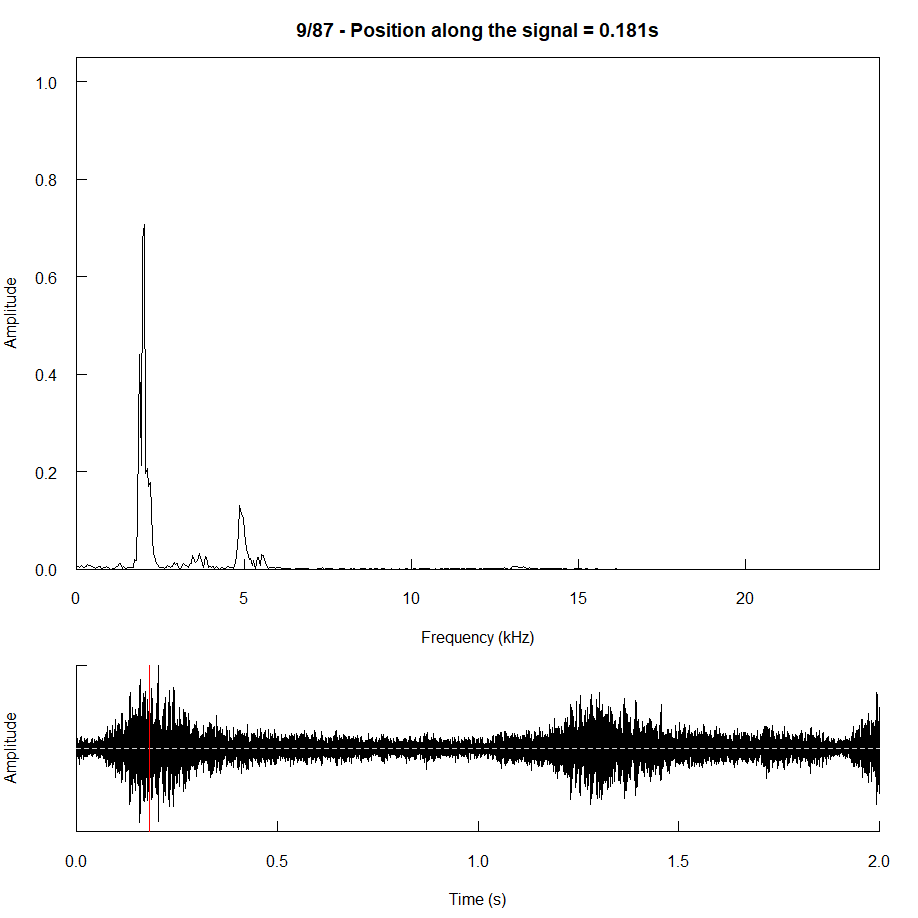 9/87 - Position along the signal = 0.181s
1.0
0.8
0.6
0.4
0.2
0.0
Amplitude
0 5 10 15 20
Frequency (kHz)
Amplitude
0.0 0.5 1.0 1.5 2.0
Time (s)